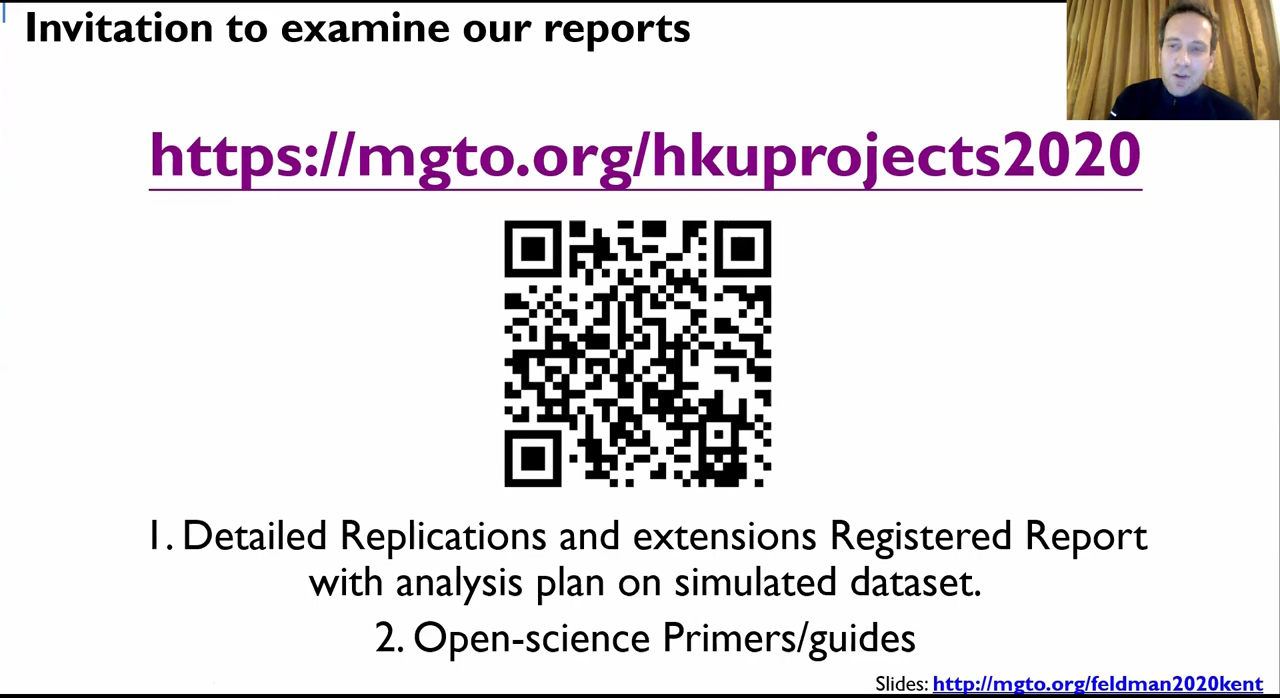 Invitation to examine our reports
https://mgto.org/hkuprojects2020
1. Detailed Replications and extensions Registered Report
with analysis plan on simulated dataset.
2. Open-science Primers/guides
Slides: http://mgto.org/feldman2020kent